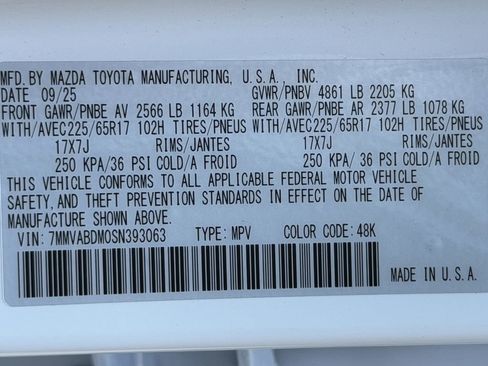 MFD. BY MAZDA TOYOTA MANUFACTURING, U.S.A., INC.
DATE 09/25 GVWR/PNBV 4861 LB 2205 KG
FRONT GAWR/PNBE AV 2566 LB 1164 KG REAR GAWR/PNBE AR 2377 LB 1078 KG
WITH/AVEC225/65R17 102H TIRES/PNEUS WITH/AVEC225/65R17 102H TIRES/PNEUS
17X7J RIMS/JANTES 17X7J RIMS/JANTES
250 KPA/36 PSI COLD/A FROID 250 KPA/ 36 PSI COLD/A FROID
THIS VEHICLE CONFORMS TO ALL APPLICABLE FEDERAL MOTOR VEHICLE
SAFETY, AND THEFT PREVENTION STANDARDS IN EFFECT ON THE DATE OF
MANUFACTURE SHOWN ABOVE.
VIN: 7MMVABDM0SN393063 TYPE: MPV COLOR CODE: 48K
MADE IN U.S.A.